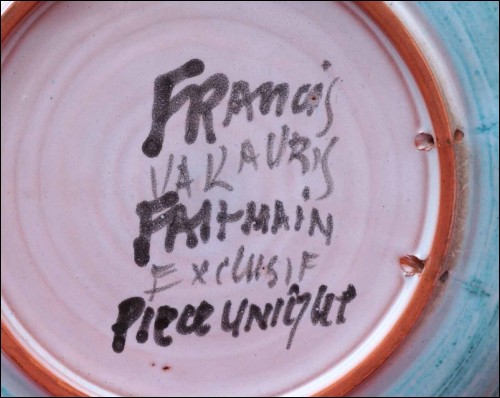 FRANCIS
VALAURIS
FAIT MAIN
EXCLUSIF
PIECE UNIQUE